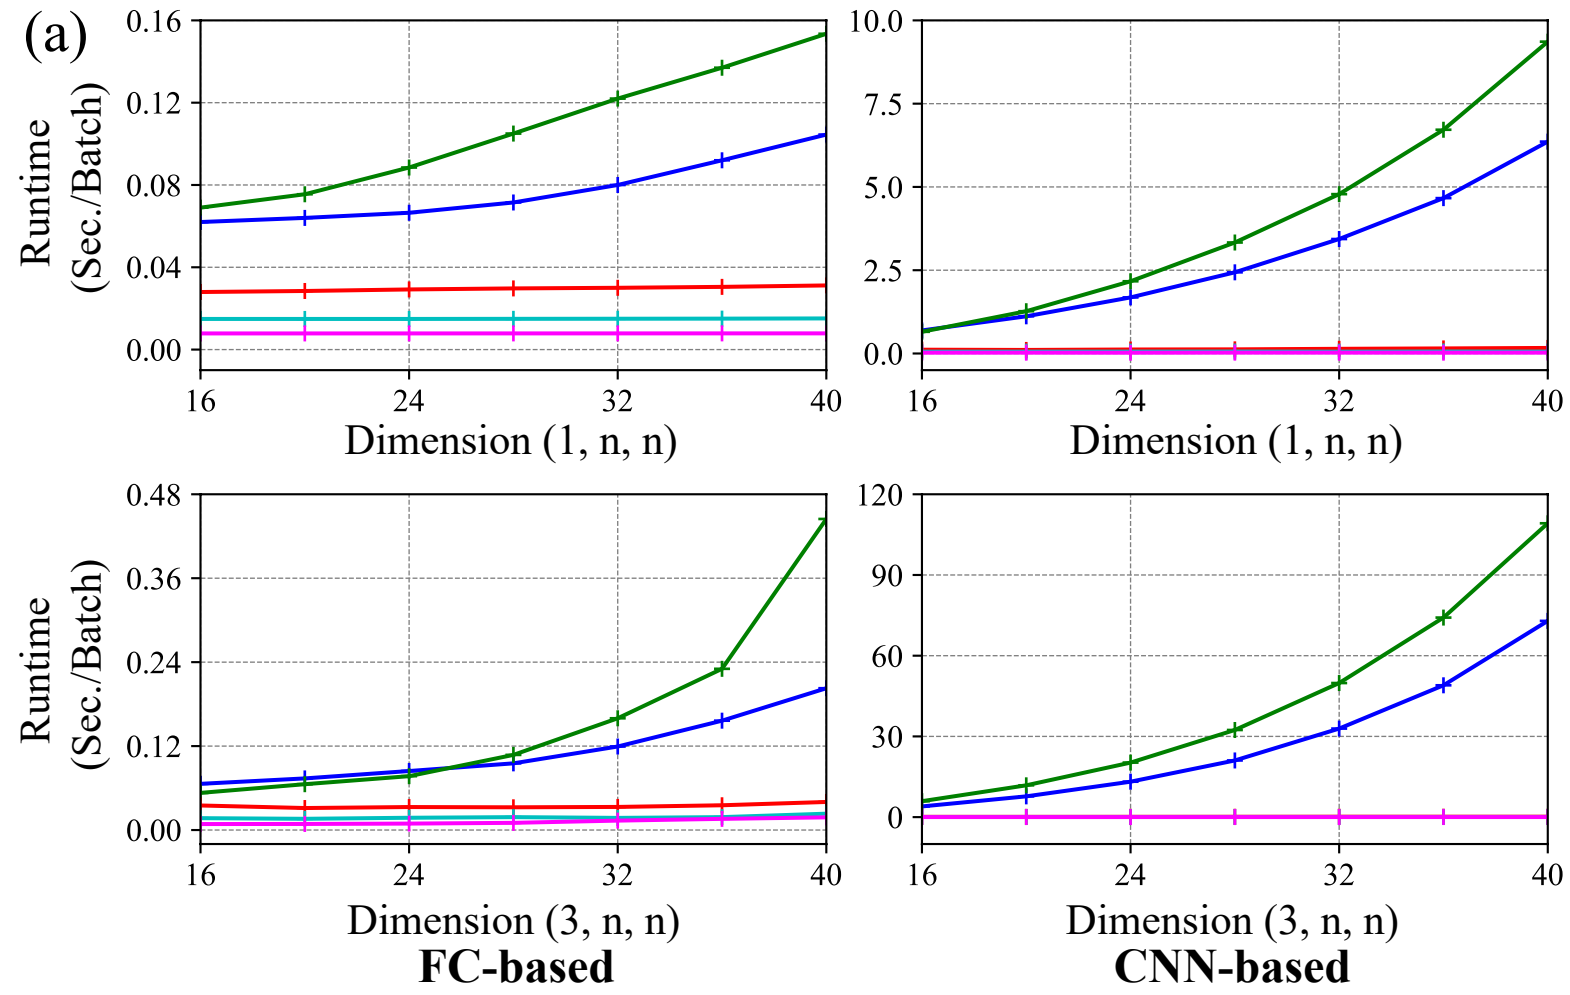 (a)
Runtime
(Sec./Batch)
0.16
0.12
0.08
0.04
0.00
16 24 32 40
Dimension (1, n, n)
10.0
7.5
5.0
2.5
0.0
16 24 32 40
Dimension (1, n, n)
Runtime
(Sec./Batch)
0.48
0.36
0.24
0.12
0.00
16 24 32 40
Dimension (3, n, n)
FC-based
120
90
60
30
0
16 24 32 40
Dimension (3, n, n)
CNN-based